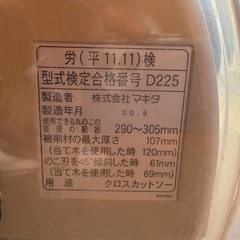 労(平11.11)検
型式検定合格番号 D225
製造者 株式会社 マキタ
製造年月 00.8
使用できる丸のこの
直径の範囲 290〜305mm
被削材の最大厚さ 107mm
(当て木を使用した時 120mm)
のこ刃を45°傾斜した時 61mm
(当て木を使用した時 69mm)
用途 クロスカットソー